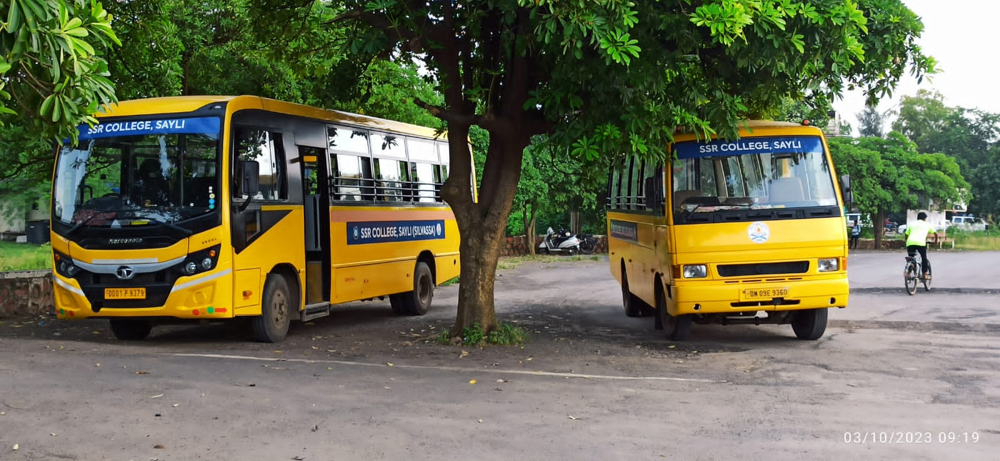 SSR COLLEGE, SAYLI
Marcopolo
SKOOL
DD01 P 9379
SSR COLLEGE, SAYLI (SILVASSA)
SSR COLLEGE, SAYLI
DN 09E 9360
03/10/2023 09:19